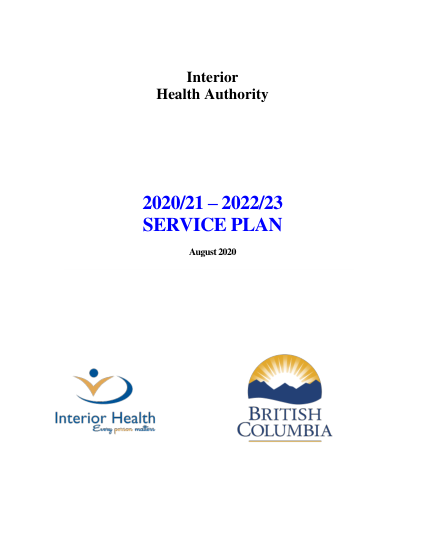 Interior
Health Authority
2020/21 – 2022/23
SERVICE PLAN
August 2020
Interior Health
Every person matters
BRITISH
COLUMBIA